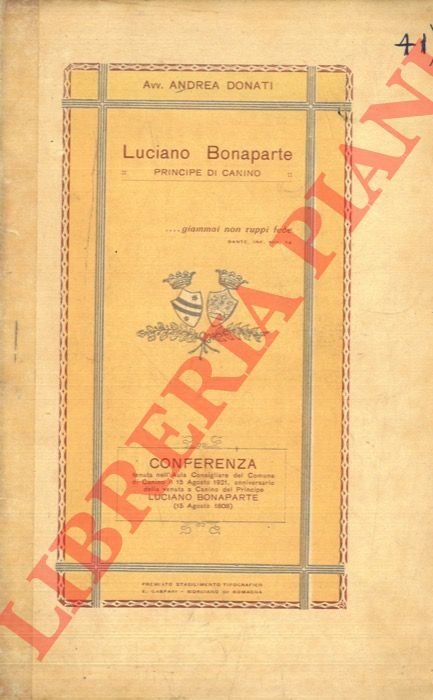 41)
Avv. ANDREA DONATI
Luciano Bonaparte
PRINCIPE DI CANINO
....giammai non ruppi fede
DANTE, INF.
CONFERENZA
tenuta nell'Aula Consigliare del Comune
di Canino il 15 Agosto 1921, anniversario
della venuta a Canino del Principe
LUCIANO BONAPARTE
(15 Agosto 1808)
PREMIATO STABILIMENTO TIPOGRAFICO
E. GASPARI - MORCIANO DI ROMAGNA
LIBRERIA PIANI